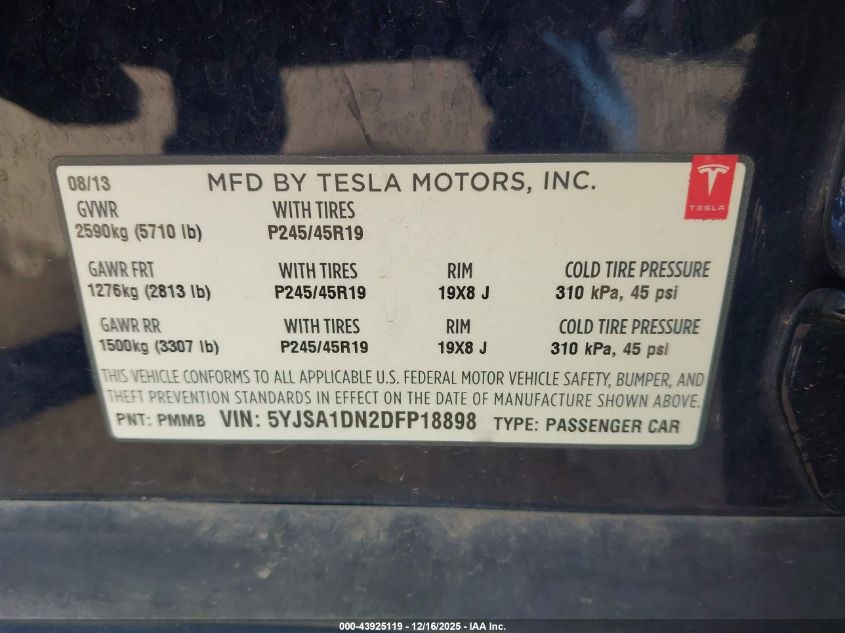 08/13 MFD BY TESLA MOTORS, INC.
TESLA
GVWR WITH TIRES
2590kg (5710 lb) P245/45R19
GAWR FRT WITH TIRES RIM COLD TIRE PRESSURE
1276kg (2813 lb) P245/45R19 19X8 J 310 kPa, 45 psi
GAWR RR WITH TIRES RIM COLD TIRE PRESSURE
1500kg (3307 lb) P245/45R19 19X8 J 310 kPa, 45 psi
THIS VEHICLE CONFORMS TO ALL APPLICABLE U.S. FEDERAL MOTOR VEHICLE SAFETY, BUMPER, AND
THEFT PREVENTION STANDARDS IN EFFECT ON THE DATE OF MANUFACTURE SHOWN ABOVE.
PNT: PMMB VIN: 5YJSA1DN2DFP18898 TYPE: PASSENGER CAR
000-43925119 - 12/16/2025 - IAA Inc.